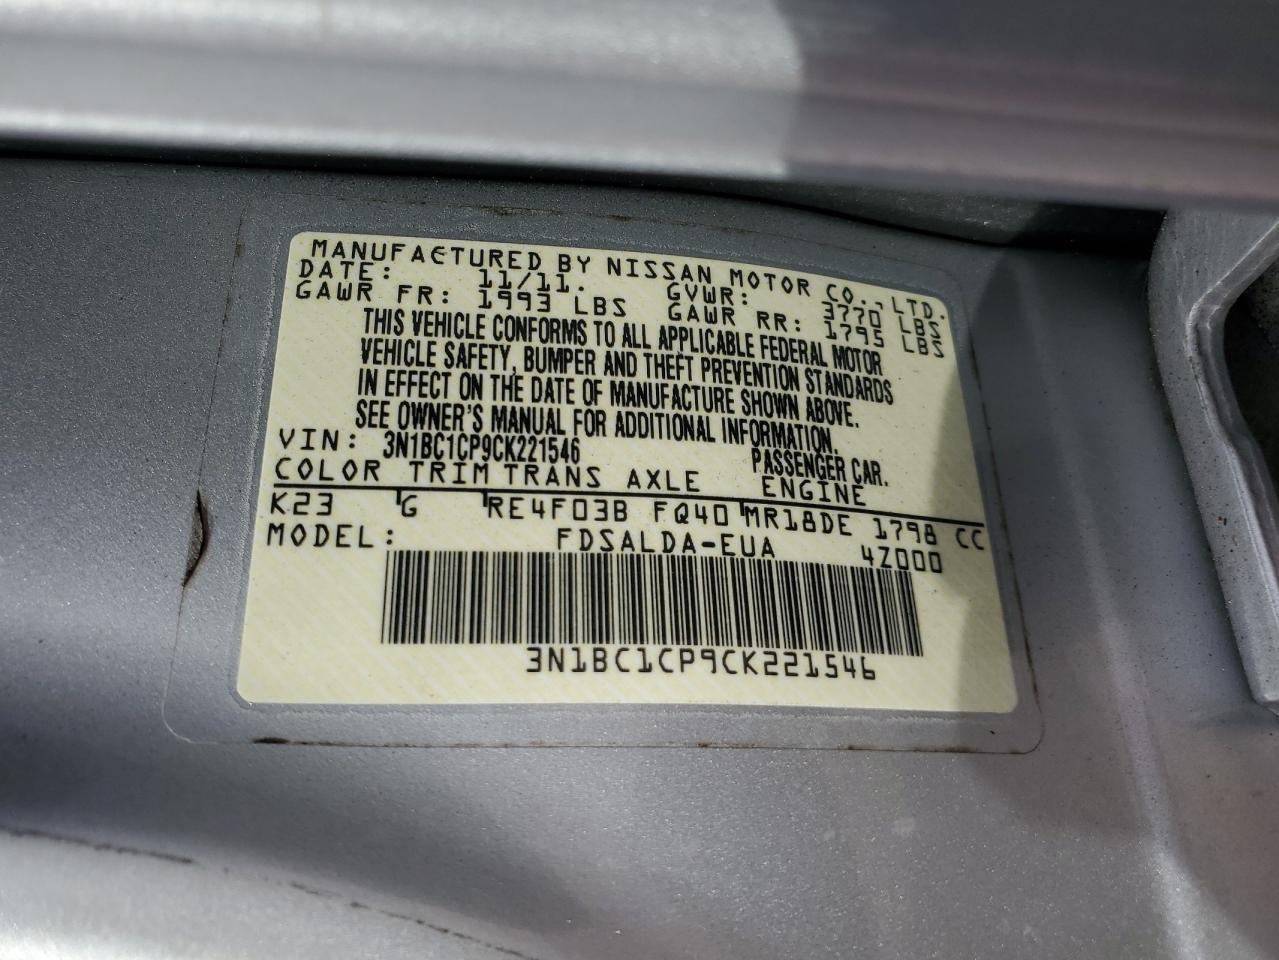 MANUFACTURED BY NISSAN MOTOR CO., LTD.
DATE: 11/11. GVWR: 3770 LBS
GAWR FR: 1993 LBS GAWR RR: 1795 LBS
THIS VEHICLE CONFORMS TO ALL APPLICABLE FEDERAL MOTOR
VEHICLE SAFETY, BUMPER AND THEFT PREVENTION STANDARDS
IN EFFECT ON THE DATE OF MANUFACTURE SHOWN ABOVE.
SEE OWNER'S MANUAL FOR ADDITIONAL INFORMATION.
VIN: 3N1BC1CP9CK221546 PASSENGER CAR.
COLOR TRIM TRANS AXLE ENGINE
K23 G RE4F03B FQ40 MR18DE 1798 CC
MODEL: FDSALDA-EUA 4Z000
3N1BC1CP9CK221546